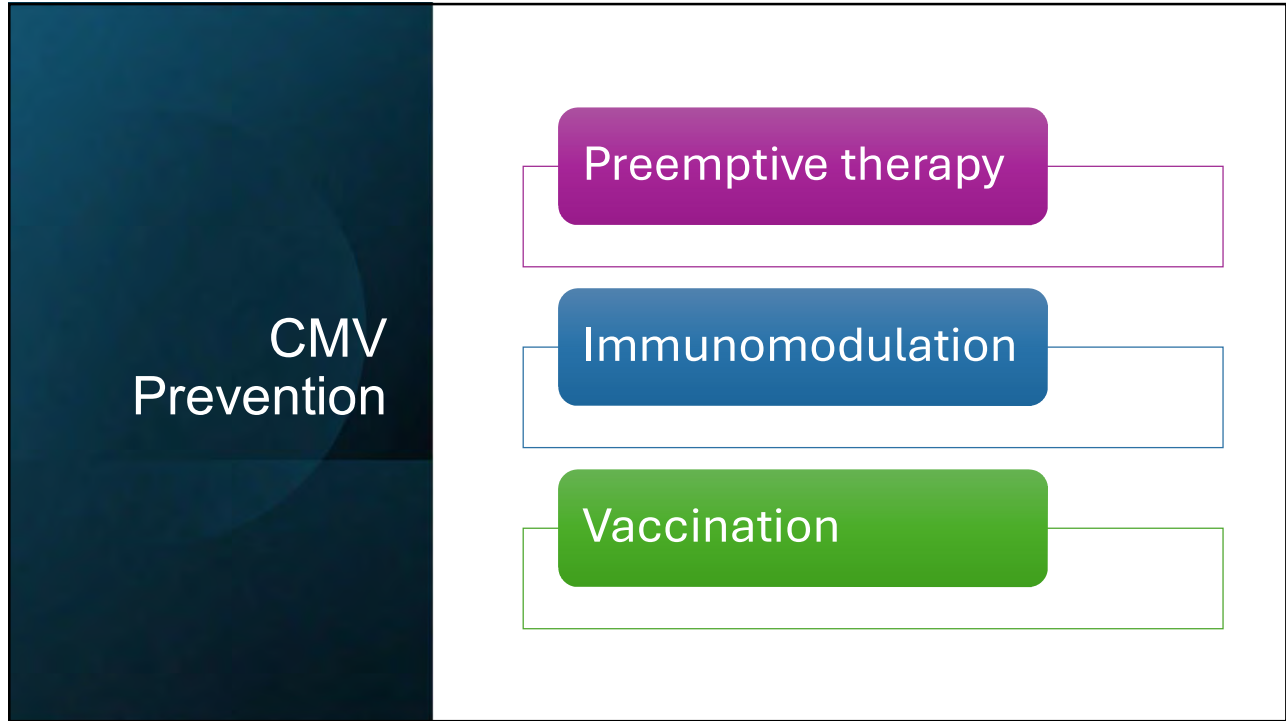 CMV
Prevention
Preemptive therapy
Immunomodulation
Vaccination